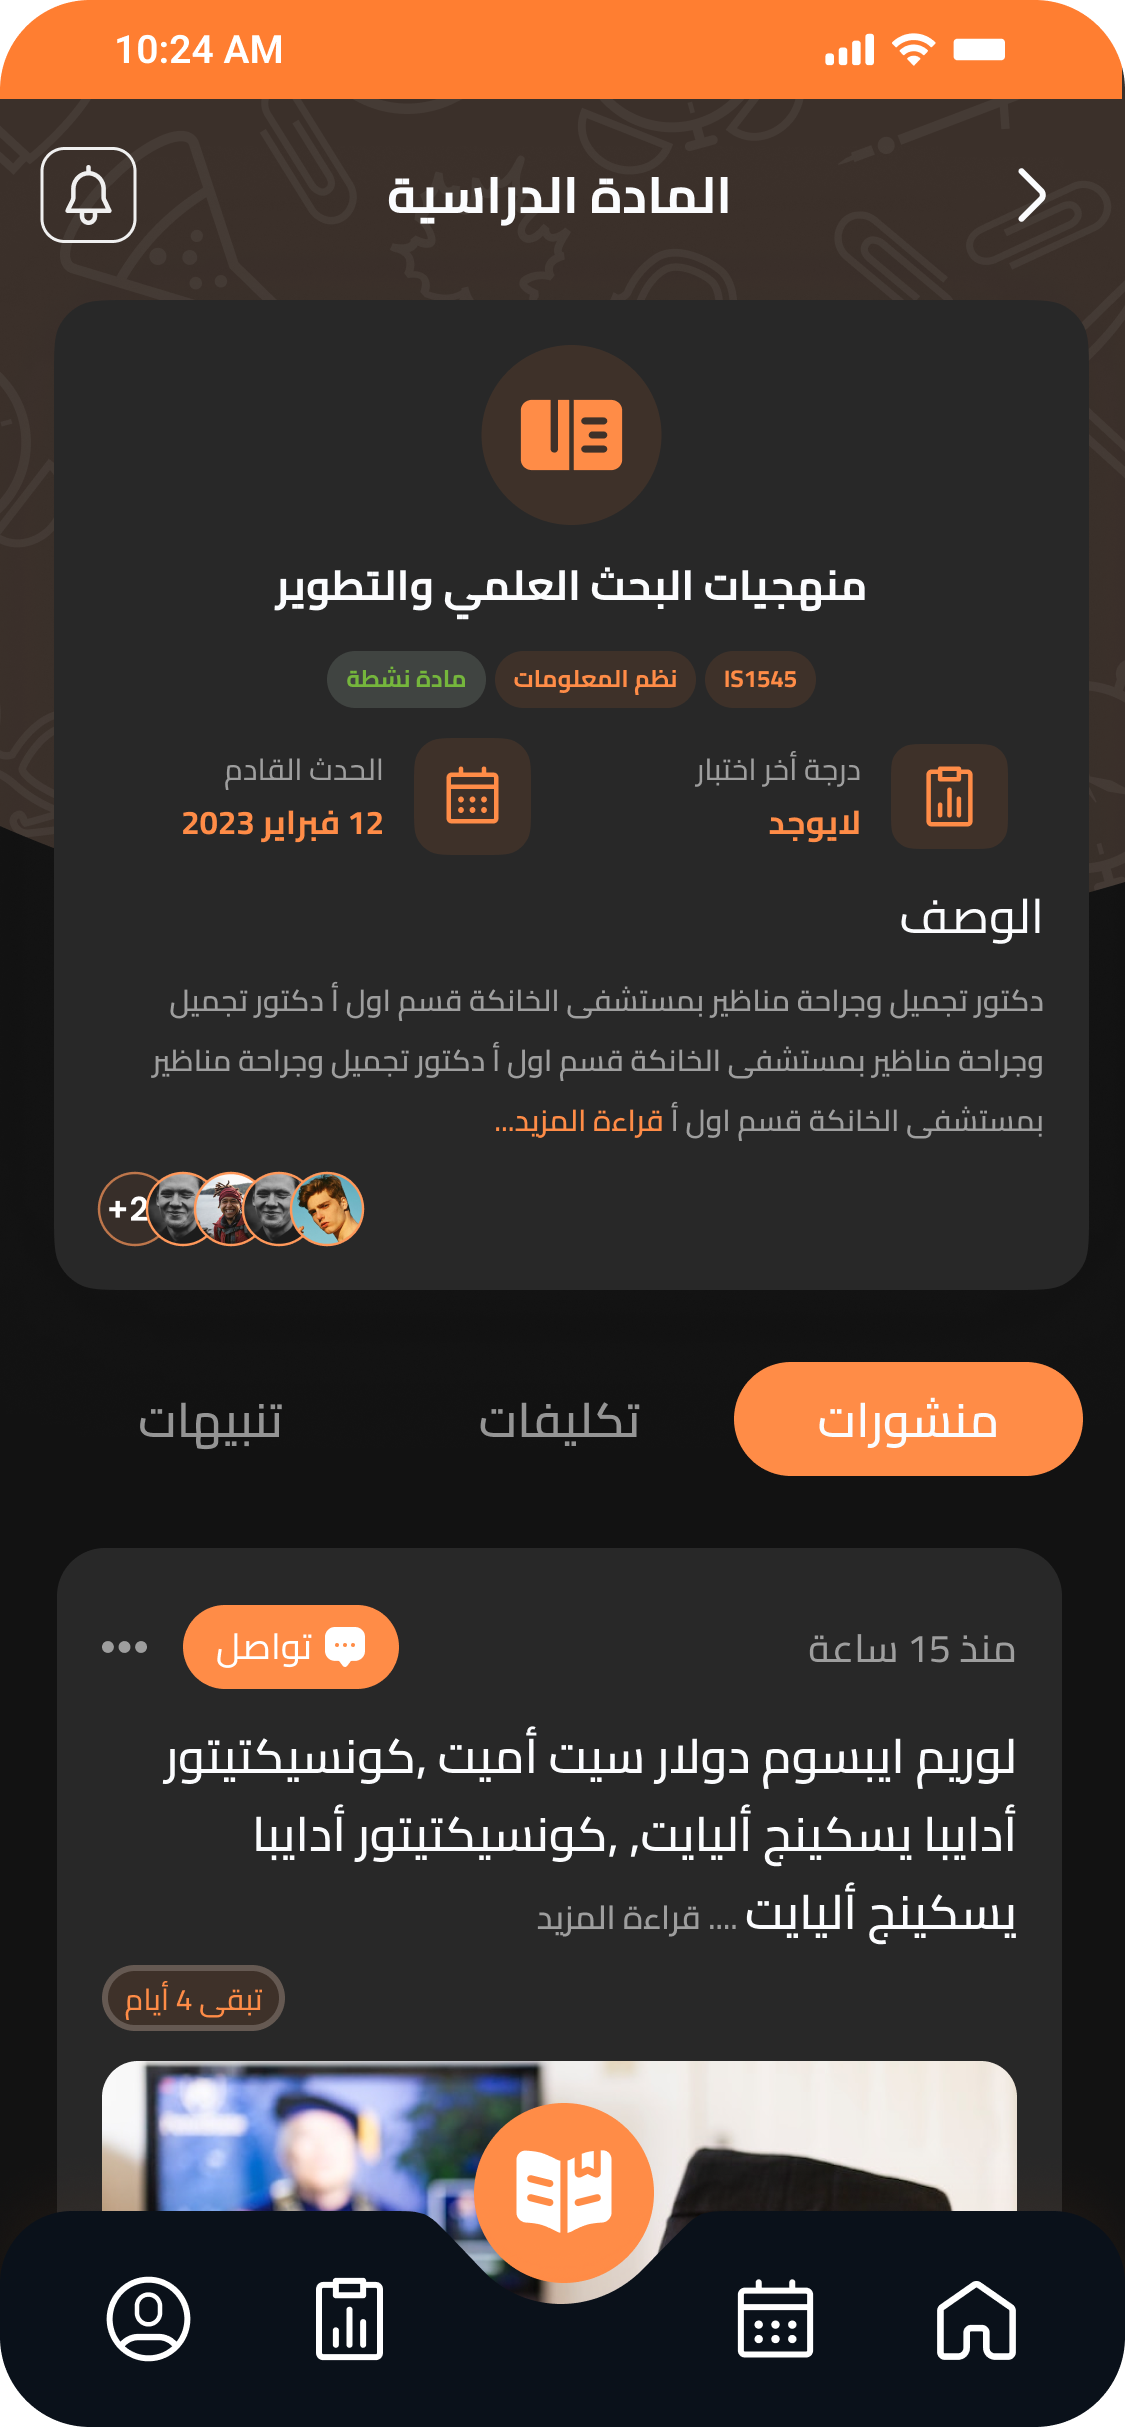 10:24 AM
المادة الدراسية
منهجيات البحث العلمي والتطوير
IS1545
نظم المعلومات
مادة نشطة
درجة أخر اختبار
لايوجد
الحدث القادم
12 فبراير 2023
الوصف
دكتور تجميل وجراحة مناظير بمستشفى الخانكة قسم اول أ دكتور تجميل
وجراحة مناظير بمستشفى الخانكة قسم اول أ دكتور تجميل وجراحة مناظير
بمستشفى الخانكة قسم اول أ قراءة المزيد...
+2
منشورات
تكليفات
تنبيهات
منذ 15 ساعة
تواصل
لوريم ايبسوم دولار سيت أميت ,كونسيكتيتور
أدايبا يسكينج أليايت, ,كونسيكتيتور أدايبا
يسكينج أليايت .... قراءة المزيد
تبقى 4 أيام